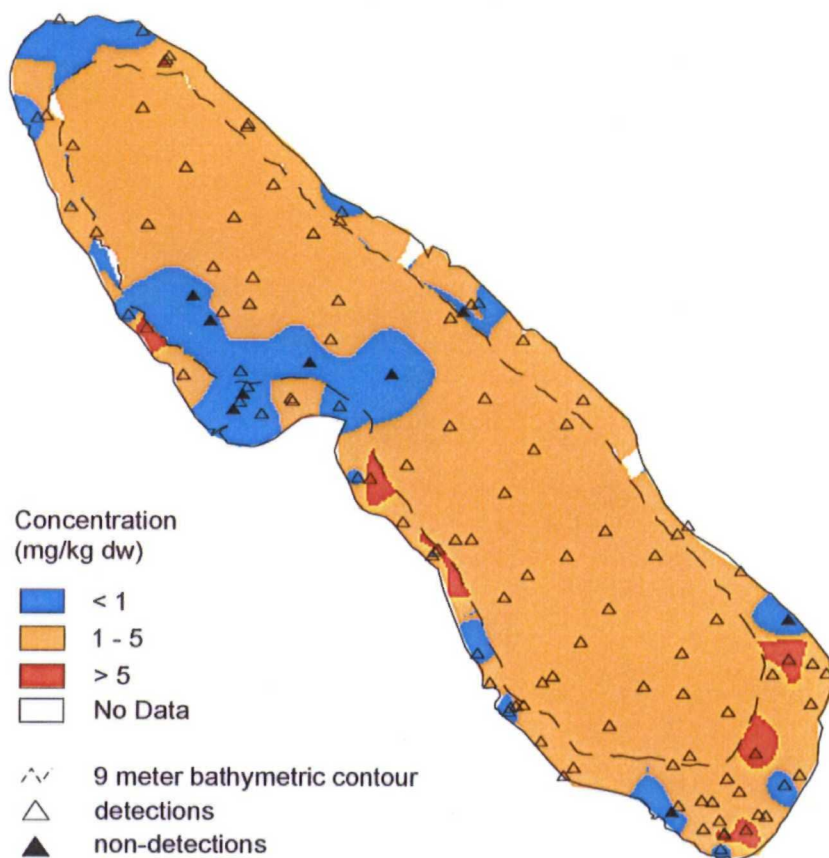 Concentration
(mg/kg dw)
< 1
1 - 5
> 5
No Data
9 meter bathymetric contour
detections
non-detections